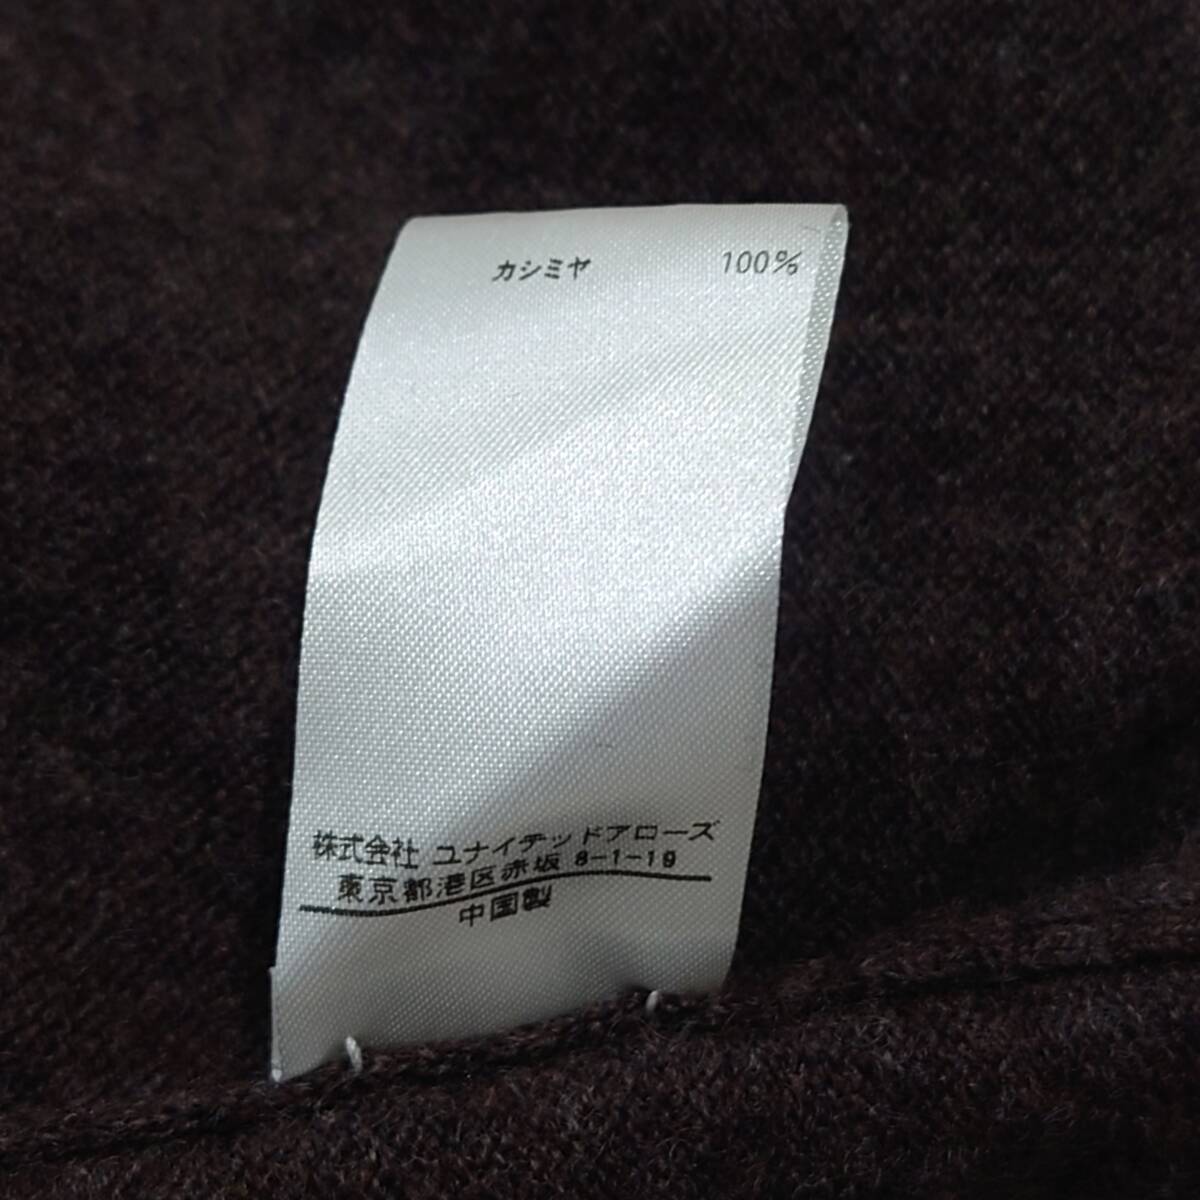 カシミヤ 100%
株式会社 ユナイテッドアローズ
東京都港区赤坂 8-1-19
中国製